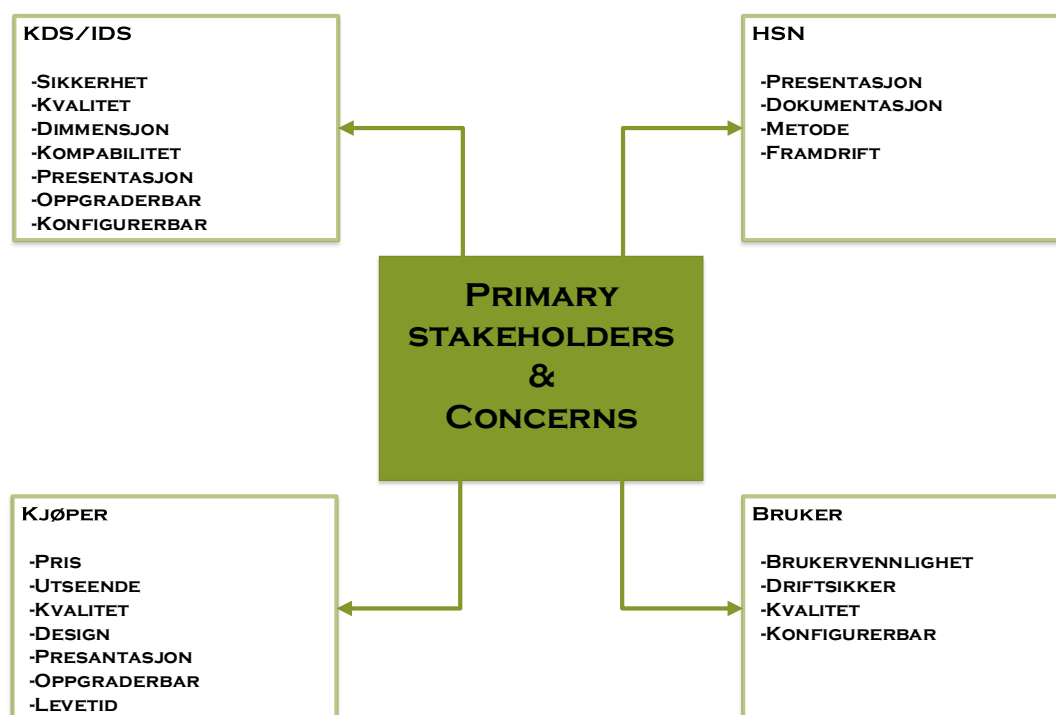 KDS/IDS
-Sikkerhet
-Kvalitet
-Dimmensjon
-Kompabilitet
-Presentasjon
-Oppgraderbar
-Konfigurerbar
HSN
-Presentasjon
-Dokumentasjon
-Metode
-Framdrift
Primary
stakeholders
&
Concerns
Kjøper
-Pris
-Utseende
-Kvalitet
-Design
-Presantasjon
-Oppgraderbar
-Levetid
Bruker
-Brukervennlighet
-Driftsikker
-Kvalitet
-Konfigurerbar